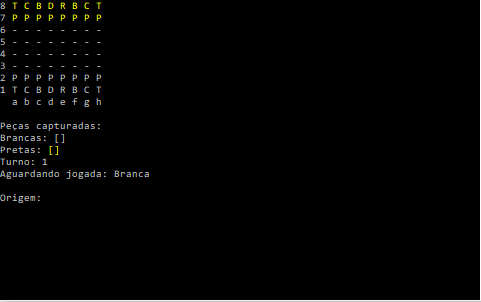 8 T C B D R B C T
7 P P P P P P P P
6 - - - - - - - -
5 - - - - - - - -
4 - - - - - - - -
3 - - - - - - - -
2 P P P P P P P P
1 T C B D R B C T
  a b c d e f g h
Peças capturadas:
Brancas: []
Pretas: []
Turno: 1
Aguardando jogada: Branca
Origem: